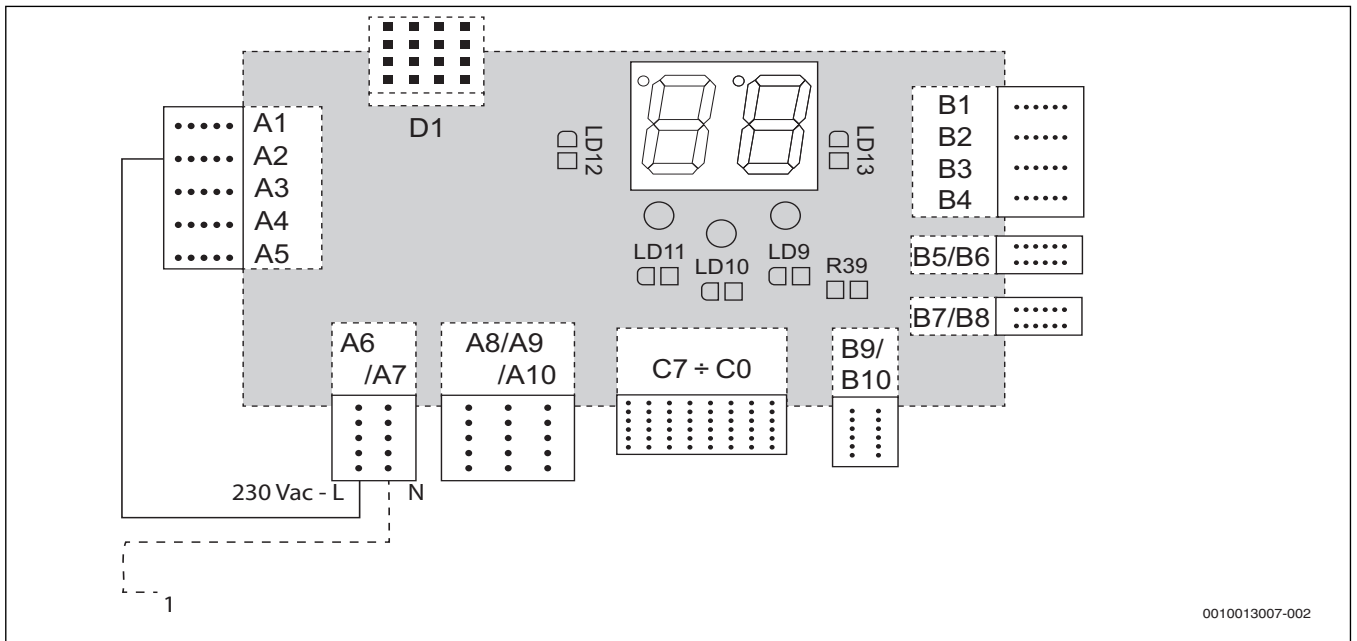 D1
A1
A2
A3
A4
A5
LD12
LD13
B1
B2
B3
B4
LD11
LD10
LD9
R39
B5/B6
B7/B8
A6
/A7
A8/A9
/A10
C7 ÷ C0
B9/
B10
230 Vac - L
N
1
0010013007-002